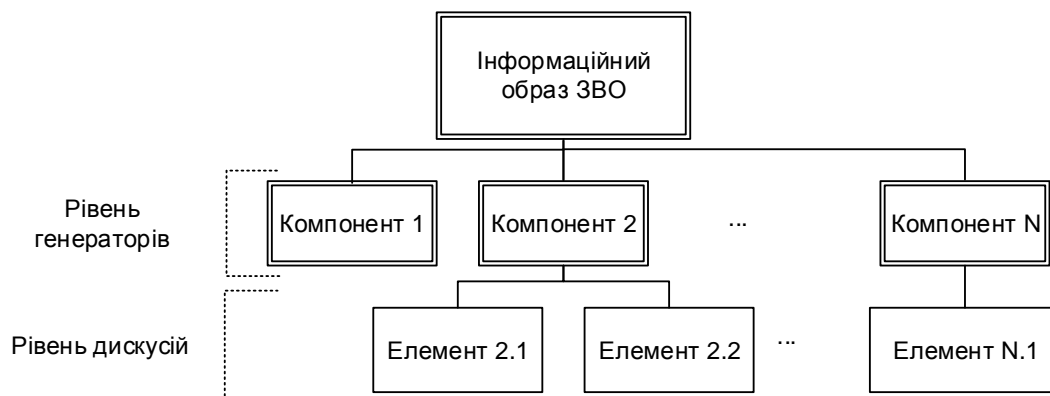 Інформаційний
образ ЗВО
Рівень
генераторів
Компонент 1
Компонент 2
...
Компонент N
Рівень дискусій
Елемент 2.1
Елемент 2.2
...
Елемент N.1